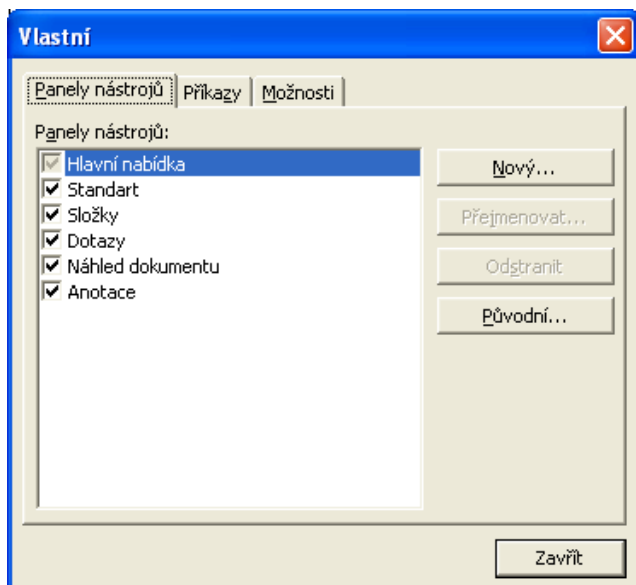 Vlastní
Panely nástrojů
Příkazy
Možnosti
Panely nástrojů:
Hlavní nabídka
Standart
Složky
Dotazy
Náhled dokumentu
Anotace
Nový...
Přejmenovat...
Odstranit
Původní...
Zavřít